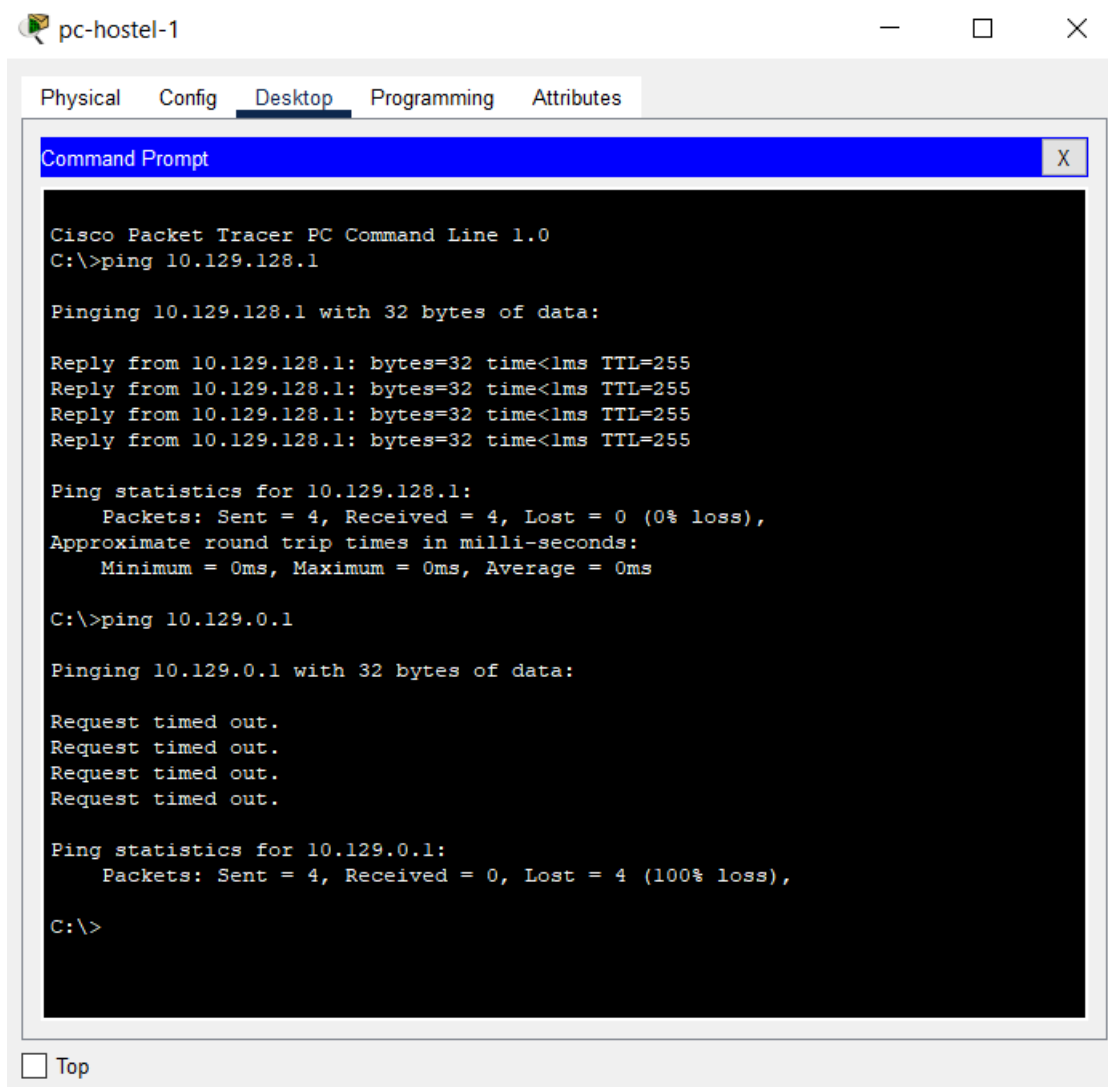 pc-hostel-1
Physical Config Desktop Programming Attributes
Command Prompt X
Cisco Packet Tracer PC Command Line 1.0
C:\>ping 10.129.128.1
Pinging 10.129.128.1 with 32 bytes of data:
Reply from 10.129.128.1: bytes=32 time<1ms TTL=255
Reply from 10.129.128.1: bytes=32 time<1ms TTL=255
Reply from 10.129.128.1: bytes=32 time<1ms TTL=255
Reply from 10.129.128.1: bytes=32 time<1ms TTL=255
Ping statistics for 10.129.128.1:
    Packets: Sent = 4, Received = 4, Lost = 0 (0% loss),
Approximate round trip times in milli-seconds:
    Minimum = 0ms, Maximum = 0ms, Average = 0ms
C:\>ping 10.129.0.1
Pinging 10.129.0.1 with 32 bytes of data:
Request timed out.
Request timed out.
Request timed out.
Request timed out.
Ping statistics for 10.129.0.1:
    Packets: Sent = 4, Received = 0, Lost = 4 (100% loss),
C:\>
Top